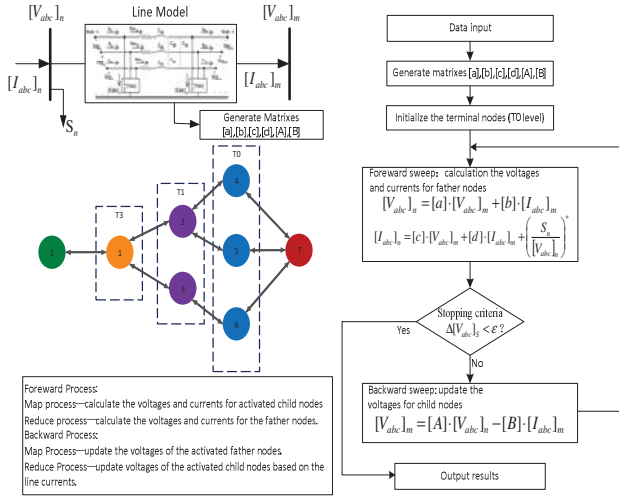 Line Model
[V_abc]_n
[V_abc]_m
[I_abc]_n
[I_abc]_m
S_n
Generate Matrixes
[a],[b],[c],[d],[A],[B]
T0
T1
T3
4
2
S
1
5
T
3
6
Foreward Process:
Map process—calculate the voltages and currents for activated child nodes
Reduce process—calculate the voltages and currents for the father nodes.
Backward Process:
Map process—update the voltages of the activated father nodes.
Reduce Process—update voltages of the activated child nodes based on the
line currents.
Data input
Generate matrixes [a],[b],[c],[d],[A],[B]
Initialize the terminal nodes (T0 level)
Foreward sweep: calculation the voltages
and currents for father nodes
[V_abc]_n = [a]·[V_abc]_m + [b]·[I_abc]_m
[I_abc]_n = [c]·[V_abc]_m + [d]·[I_abc]_m + (S_n / [V_abc]_n)^*
Stopping criteria
Δ[V_abc]_S < ε ?
Yes
No
Backward sweep: update the
voltages for child nodes
[V_abc]_m = [A]·[V_abc]_n − [B]·[I_abc]_m
Output results